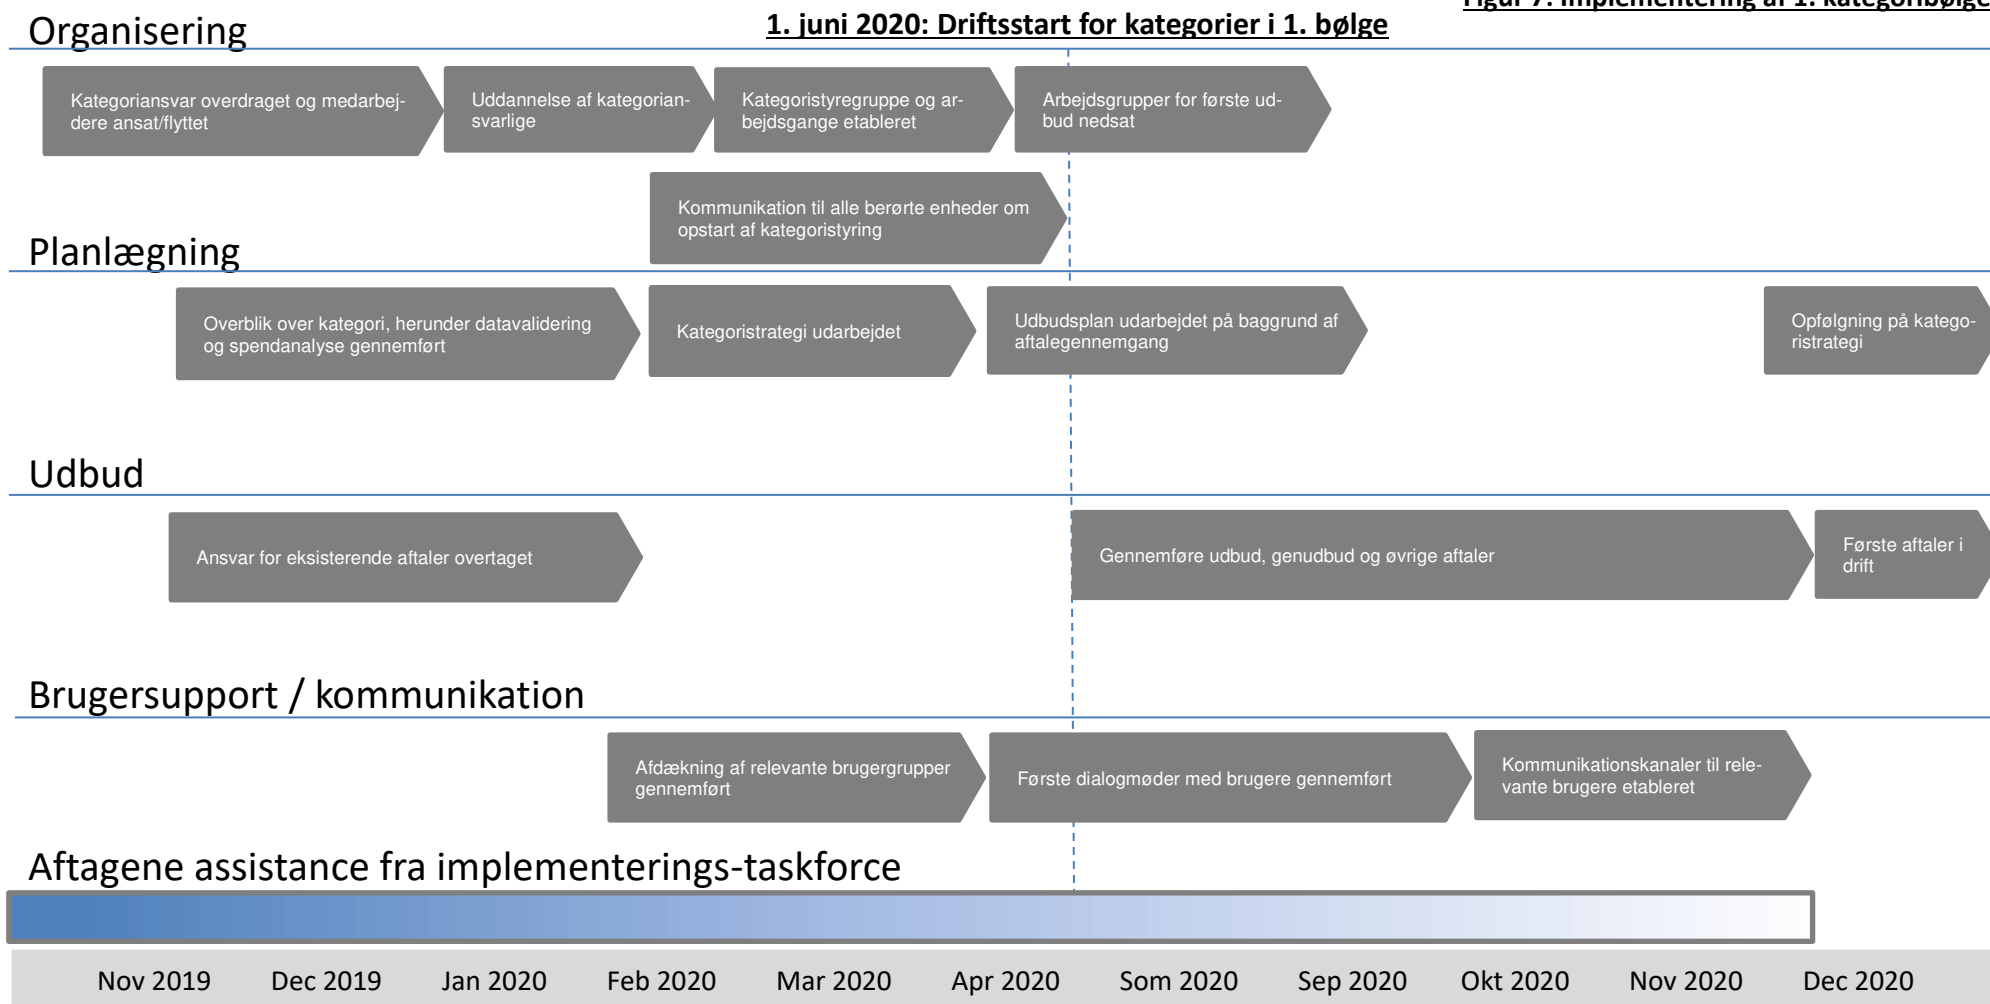 Figur 7: Implementering af 1. kategoribølge
1. juni 2020: Driftsstart for kategorier i 1. bølge
Organisering
Kategoriansvar overdraget og medarbej-
dere ansat/flyttet
Uddannelse af kategorian-
svarlige
Kategoristyregruppe og ar-
bejdsgange etableret
Arbejdsgrupper for første ud-
bud nedsat
Kommunikation til alle berørte enheder om
opstart af kategoristyring
Planlægning
Overblik over kategori, herunder datavalidering
og spendanalyse gennemført
Kategoristrategi udarbejdet
Udbudsplan udarbejdet på baggrund af
aftalegennemgang
Opfølgning på katego-
ristrategi
Udbud
Ansvar for eksisterende aftaler overtaget
Gennemføre udbud, genudbud og øvrige aftaler
Første aftaler i
drift
Brugersupport / kommunikation
Afdækning af relevante brugergrupper
gennemført
Første dialogmøder med brugere gennemført
Kommunikationskanaler til rele-
vante brugere etableret
Aftagene assistance fra implementerings-taskforce
Nov 2019
Dec 2019
Jan 2020
Feb 2020
Mar 2020
Apr 2020
Som 2020
Sep 2020
Okt 2020
Nov 2020
Dec 2020